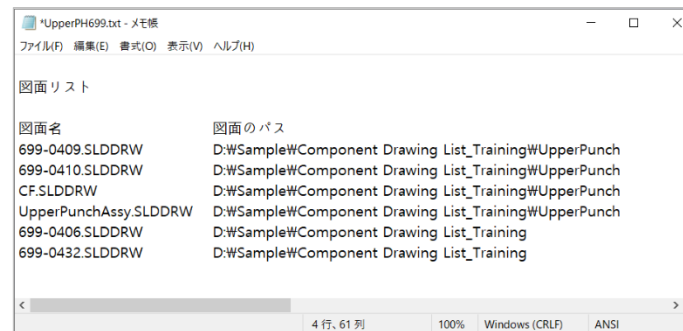 *UpperPH699.txt - メモ帳
ファイル(F) 編集(E) 書式(O) 表示(V) ヘルプ(H)
図面リスト
図面名 図面のパス
699-0409.SLDDRW D:₩Sample₩Component Drawing List_Training₩UpperPunch
699-0410.SLDDRW D:₩Sample₩Component Drawing List_Training₩UpperPunch
CF.SLDDRW D:₩Sample₩Component Drawing List_Training₩UpperPunch
UpperPunchAssy.SLDDRW D:₩Sample₩Component Drawing List_Training₩UpperPunch
699-0406.SLDDRW D:₩Sample₩Component Drawing List_Training
699-0432.SLDDRW D:₩Sample₩Component Drawing List_Training
4 行、61 列 100% Windows (CRLF) ANSI